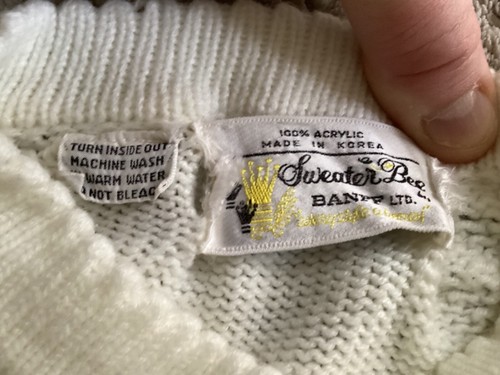 TURN INSIDE OUT
MACHINE WASH
WARM WATER
NOT BLEACH
100% ACRYLIC
MADE IN KOREA
Sweater Bee
BANFF LTD.